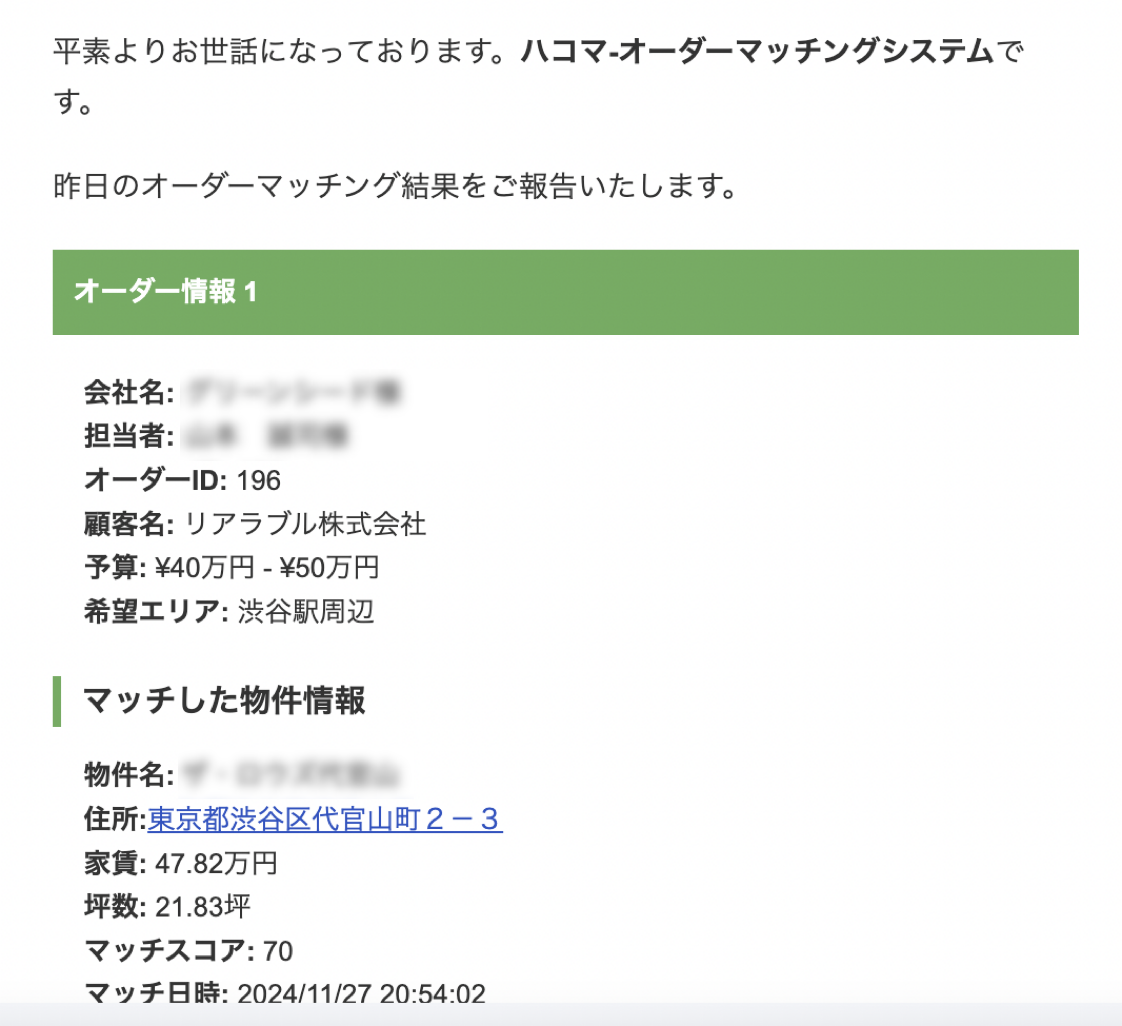 平素よりお世話になっております。ハコマ-オーダーマッチングシステムで
す。
昨日のオーダーマッチング結果をご報告いたします。
オーダー情報 1
会社名:
担当者:
オーダーID: 196
顧客名: リアラブル株式会社
予算: ¥40万円 - ¥50万円
希望エリア: 渋谷駅周辺
マッチした物件情報
物件名:
住所:東京都渋谷区代官山町２－３
家賃: 47.82万円
坪数: 21.83坪
マッチスコア: 70
マッチ日時: 2024/11/27 20:54:02